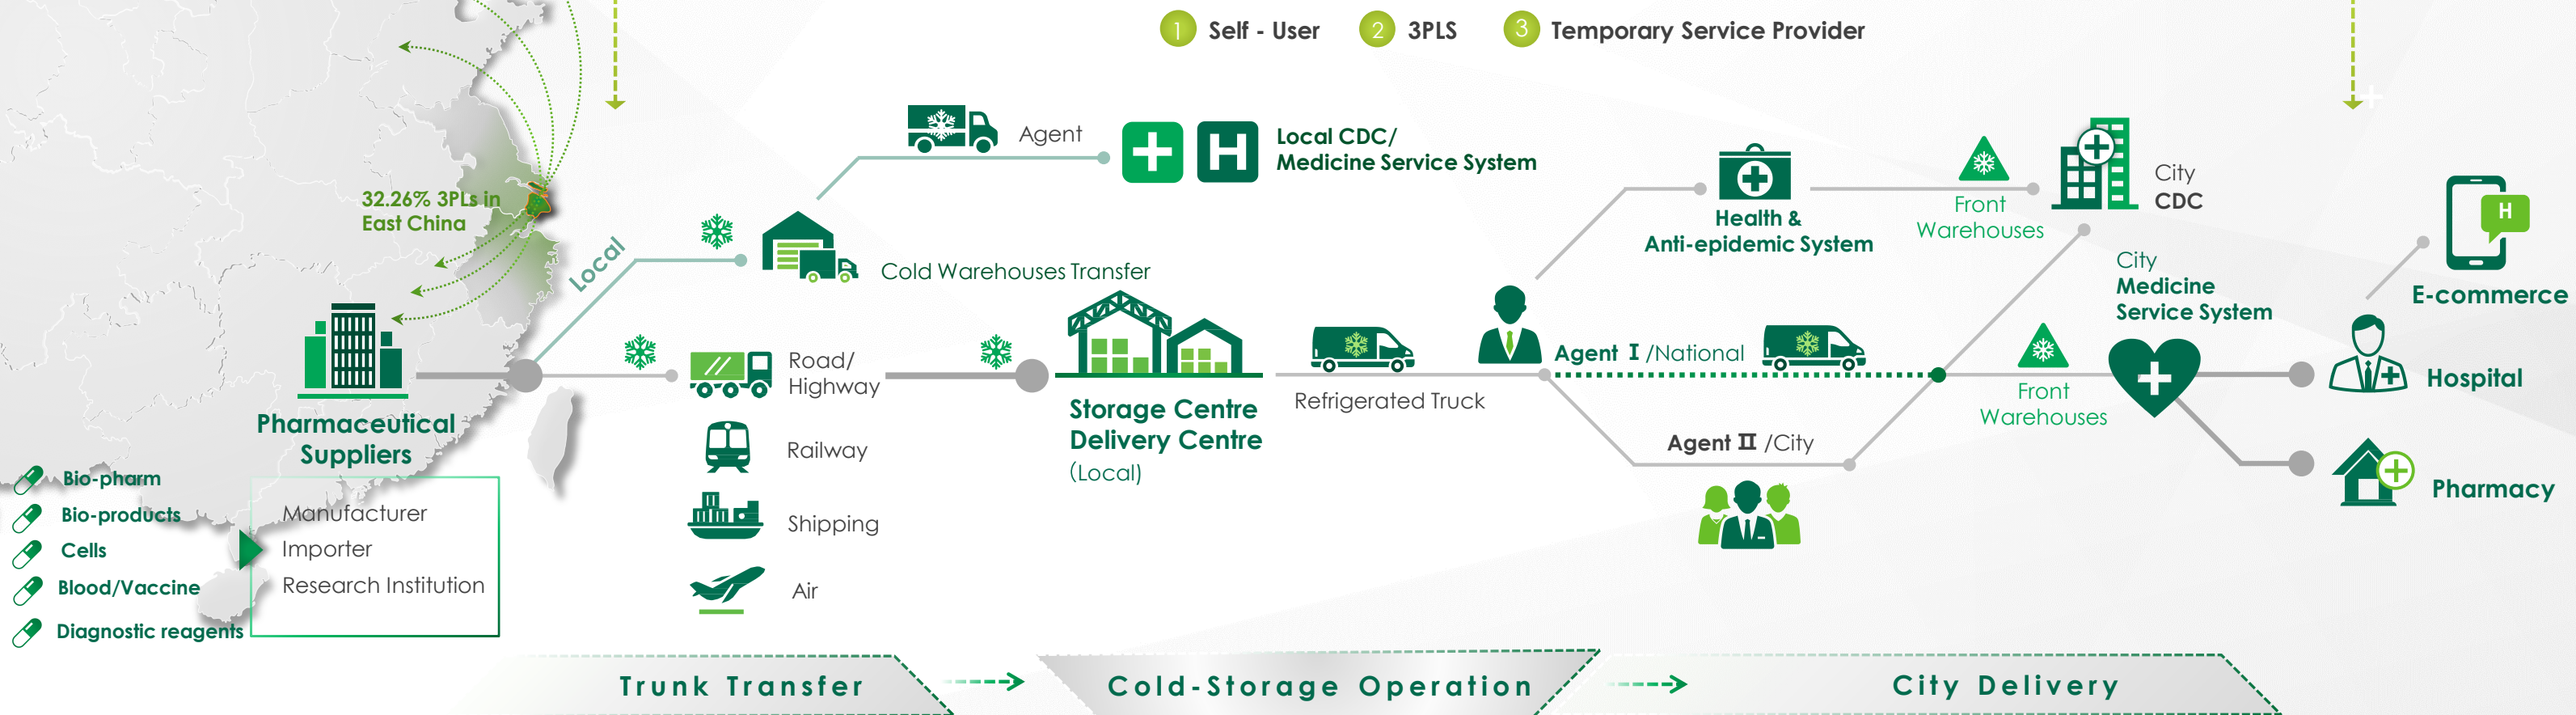 1 Self - User 2 3PLS 3 Temporary Service Provider
Agent
Local CDC/
Medicine Service System
32.26% 3PLs in
East China
Local
Cold Warehouses Transfer
Health &
Anti-epidemic System
Front
Warehouses
City
CDC
City
Medicine
Service System
H
E-commerce
Pharmaceutical
Suppliers
Road/
Highway
Storage Centre
Delivery Centre
(Local)
Refrigerated Truck
Agent I /National
Agent II /City
Front
Warehouses
Hospital
Pharmacy
Railway
Shipping
Air
Bio-pharm
Bio-products
Cells
Blood/Vaccine
Diagnostic reagents
Manufacturer
Importer
Research Institution
H
Trunk Transfer
Cold-Storage Operation
City Delivery